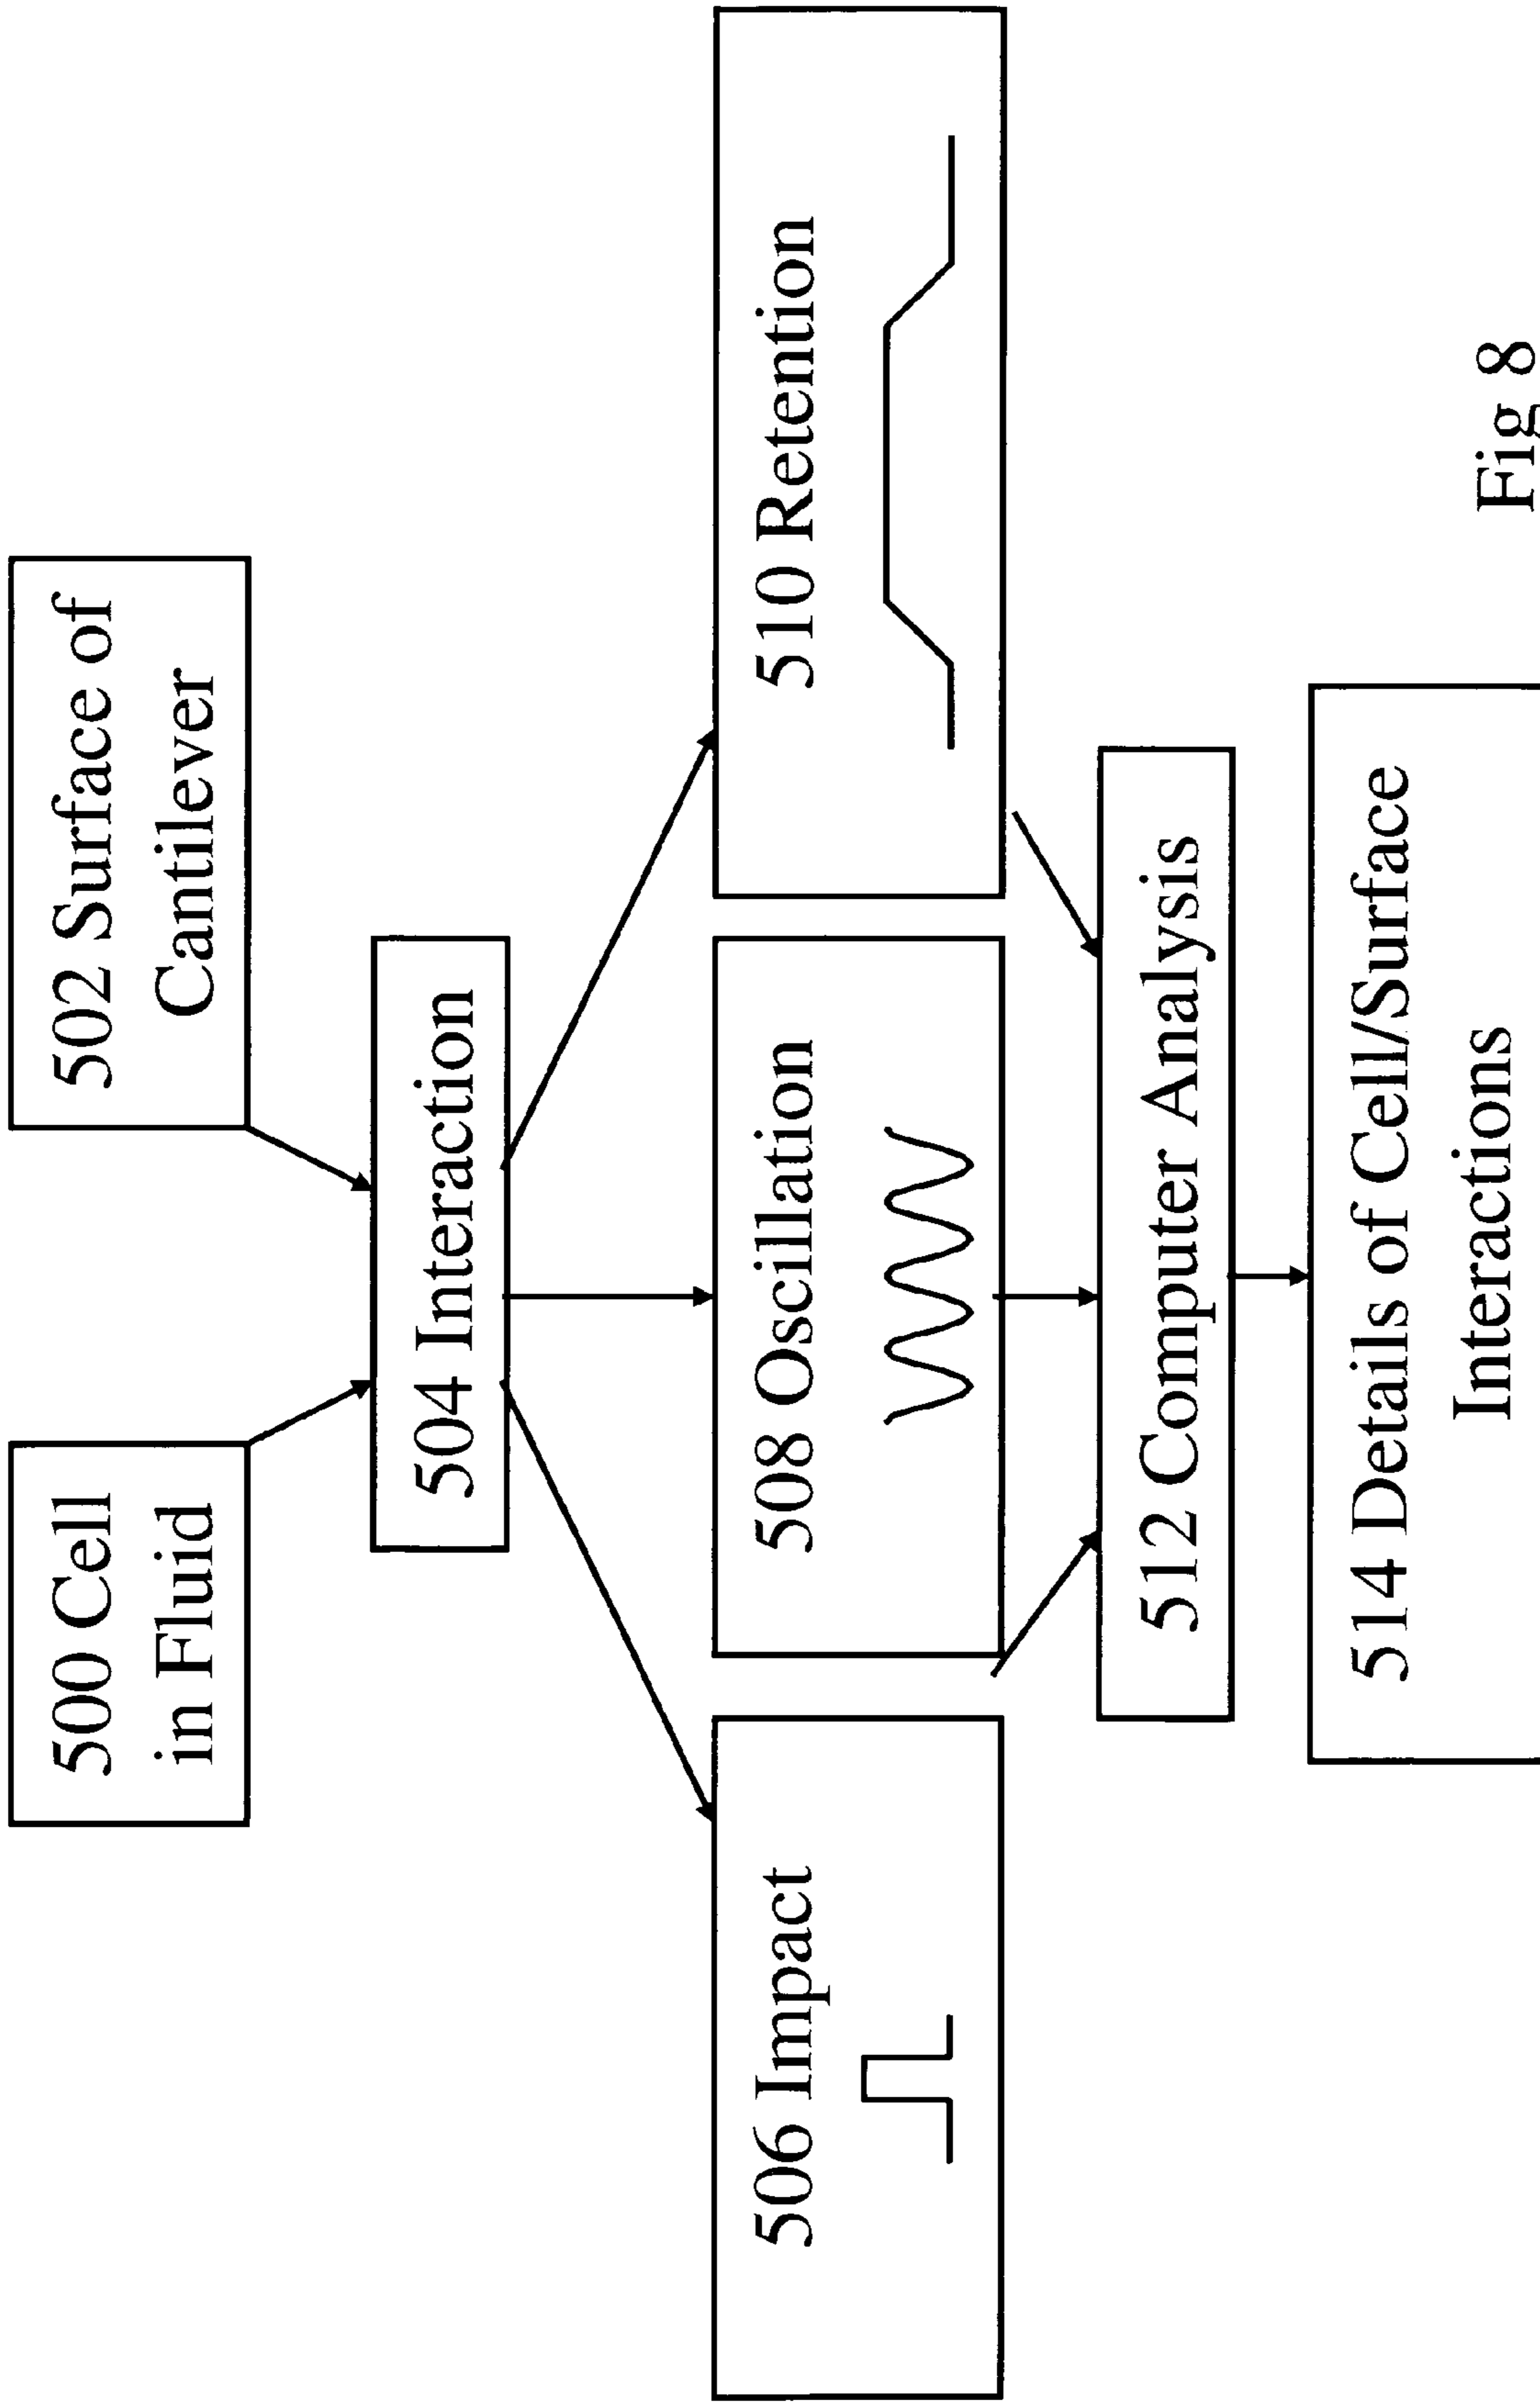 500 Cell
in Fluid
502 Surface of
Cantilever
504 Interaction
506 Impact
508 Oscillation
510 Retention
512 Computer Analysis
514 Details of Cell/Surface
Interactions
Fig 8